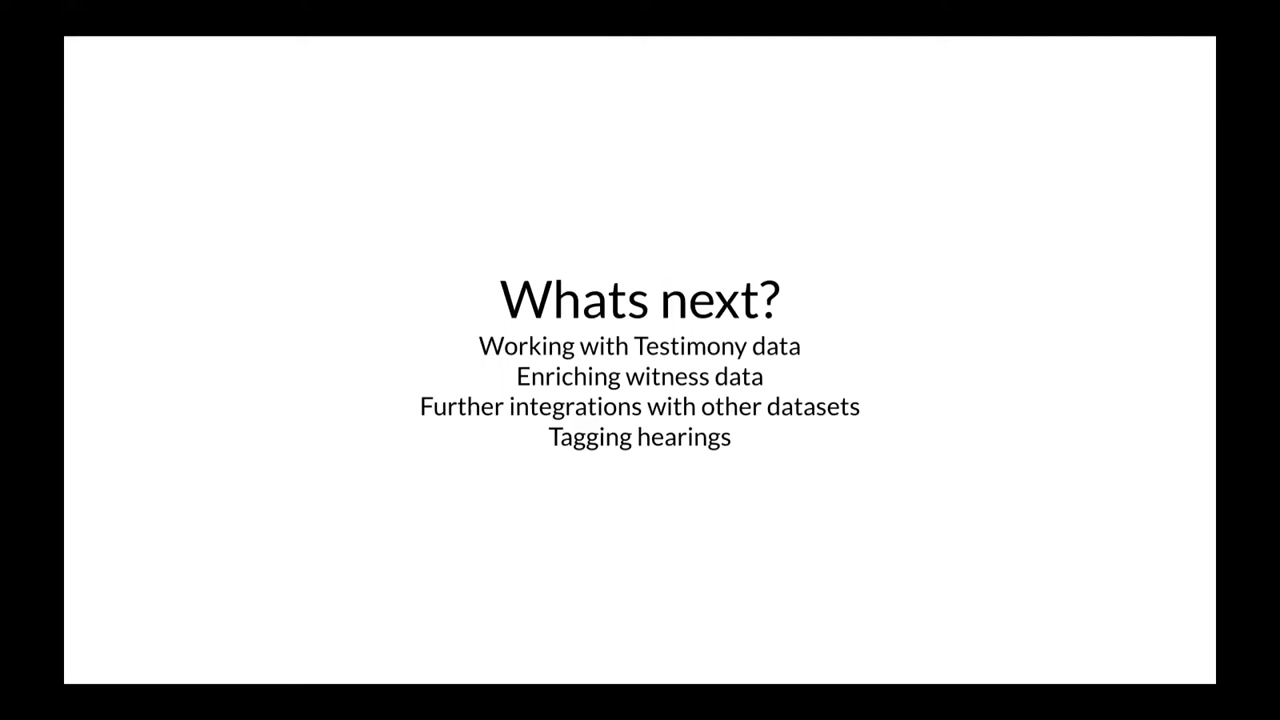 Whats next?
Working with Testimony data
Enriching witness data
Further integrations with other datasets
Tagging hearings